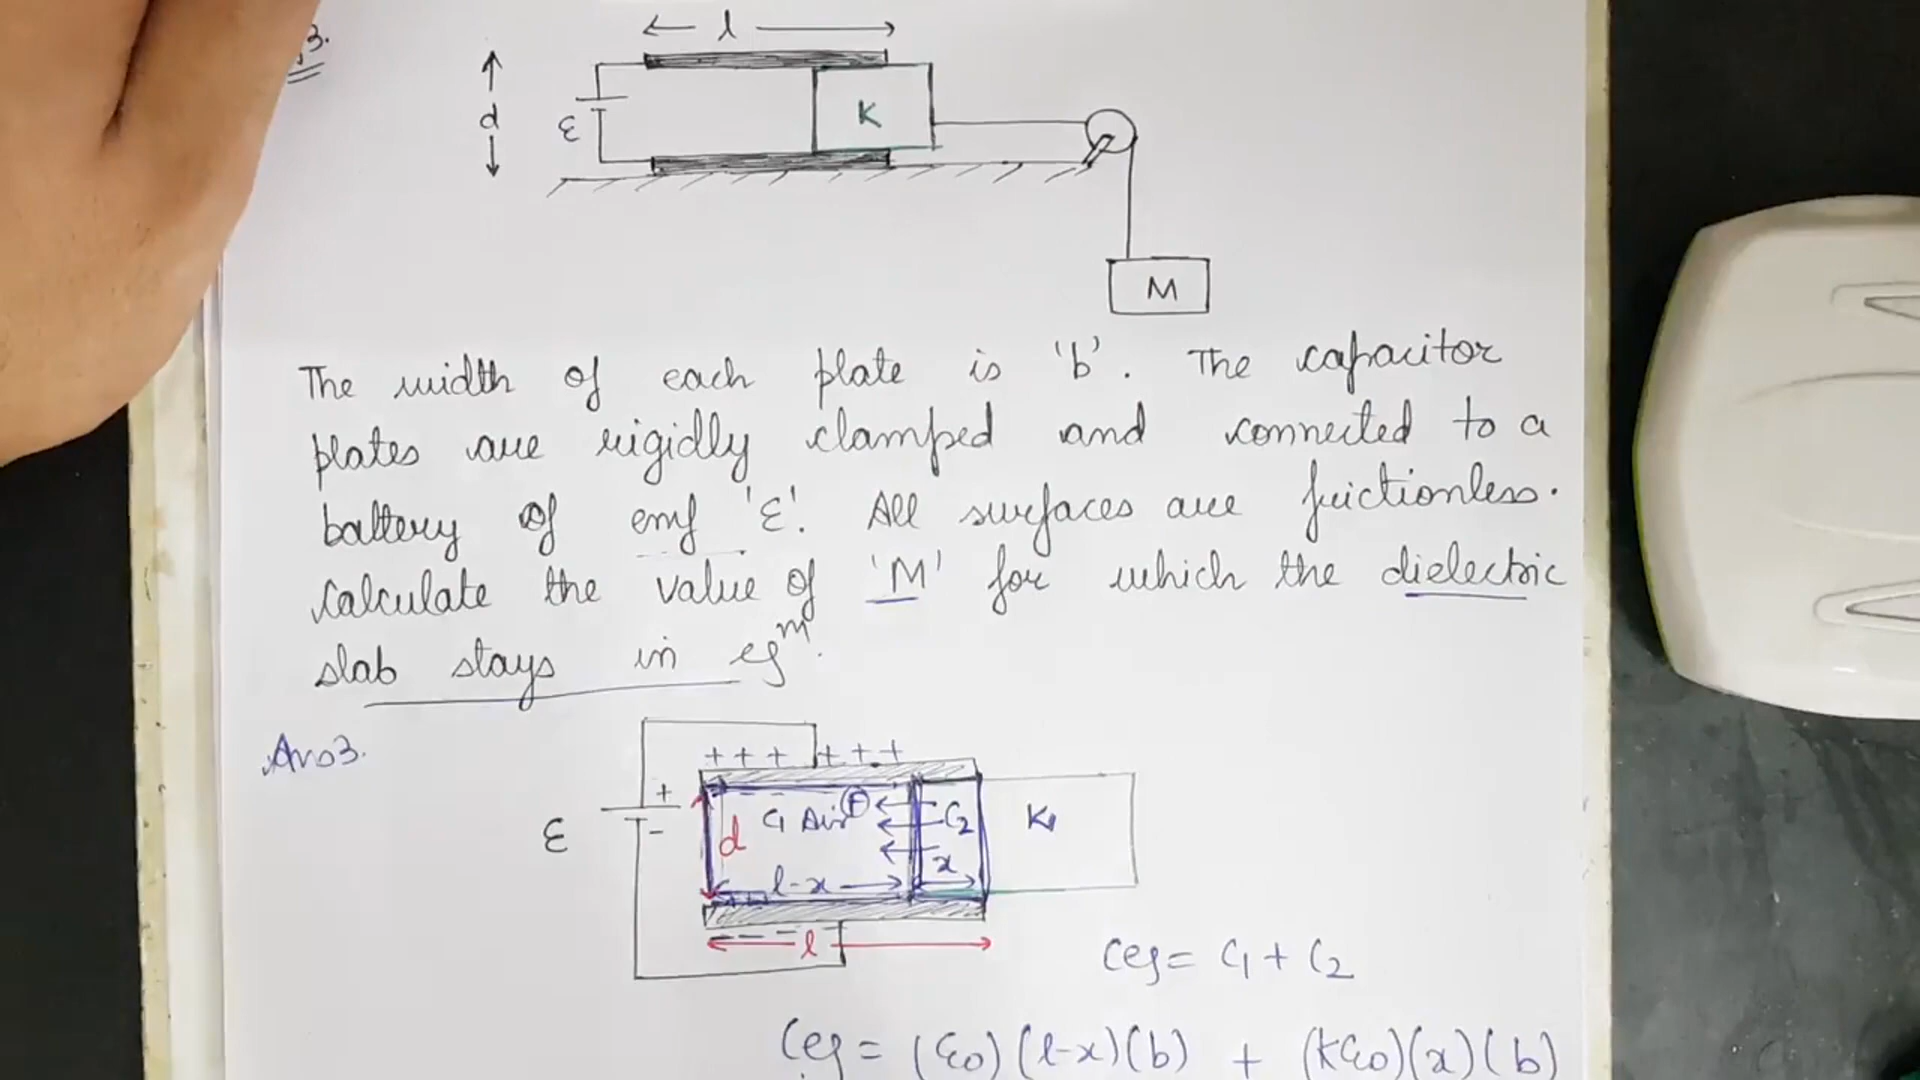 3.
l
d
ε
K
M
The width of each plate is 'b'. The capacitor
plates are rigidly clamped and connected to a
battery of emf 'ε'. All surfaces are frictionless.
Calculate the value of 'M' for which the dielectric
slab stays in eqᵐ.
Ans3.
+ + + + + +
+
-
ε
d
C₁ Air
F
C₂
K
l-x
x
l
Ceq = C₁ + C₂
Ceq = (ε₀)(l-x)(b) + (kε₀)(x)(b)